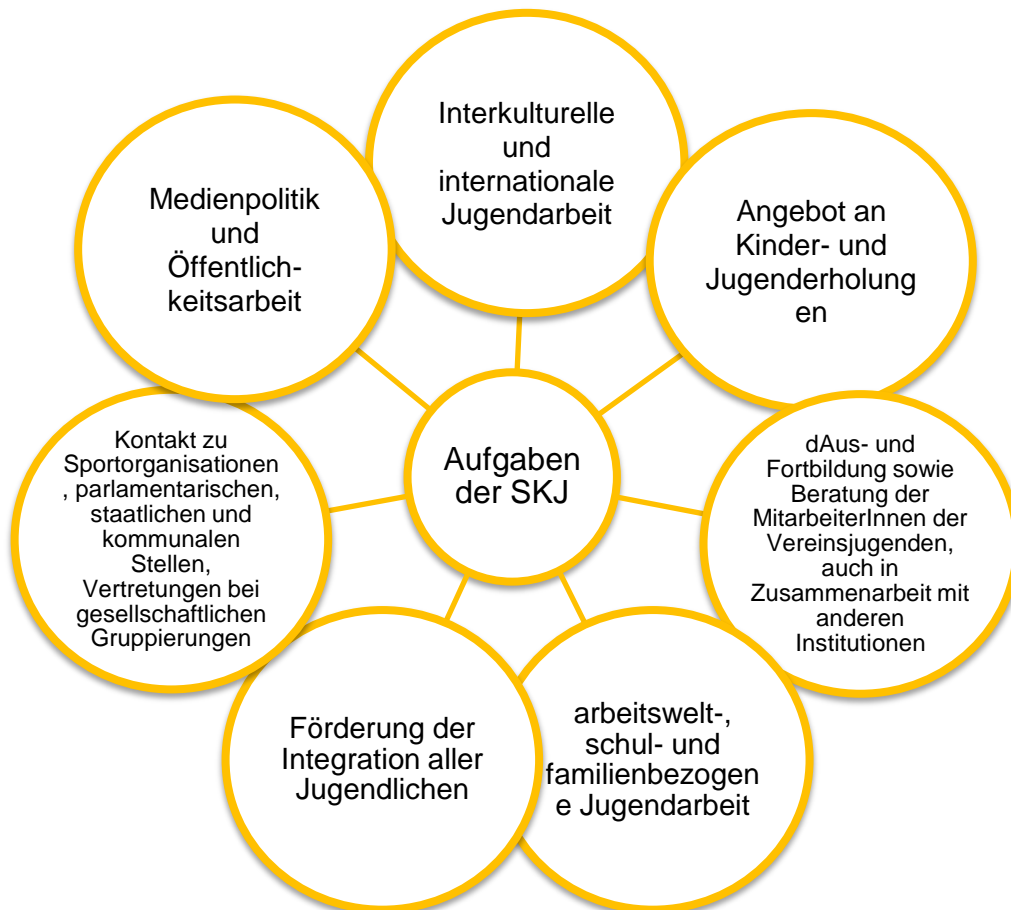 Interkulturelle
und
internationale
Jugendarbeit
Angebot an
Kinder- und
Jugenderholung
en
dAus- und
Fortbildung sowie
Beratung der
MitarbeiterInnen der
Vereinsjugenden,
auch in
Zusammenarbeit mit
anderen
Institutionen
arbeitswelt-,
schul- und
familienbezogen
e Jugendarbeit
Förderung der
Integration aller
Jugendlichen
Kontakt zu
Sportorganisationen
, parlamentarischen,
staatlichen und
kommunalen
Stellen,
Vertretungen bei
gesellschaftlichen
Gruppierungen
Medienpolitik
und
Öffentlich-
keitsarbeit
Aufgaben
der SKJ